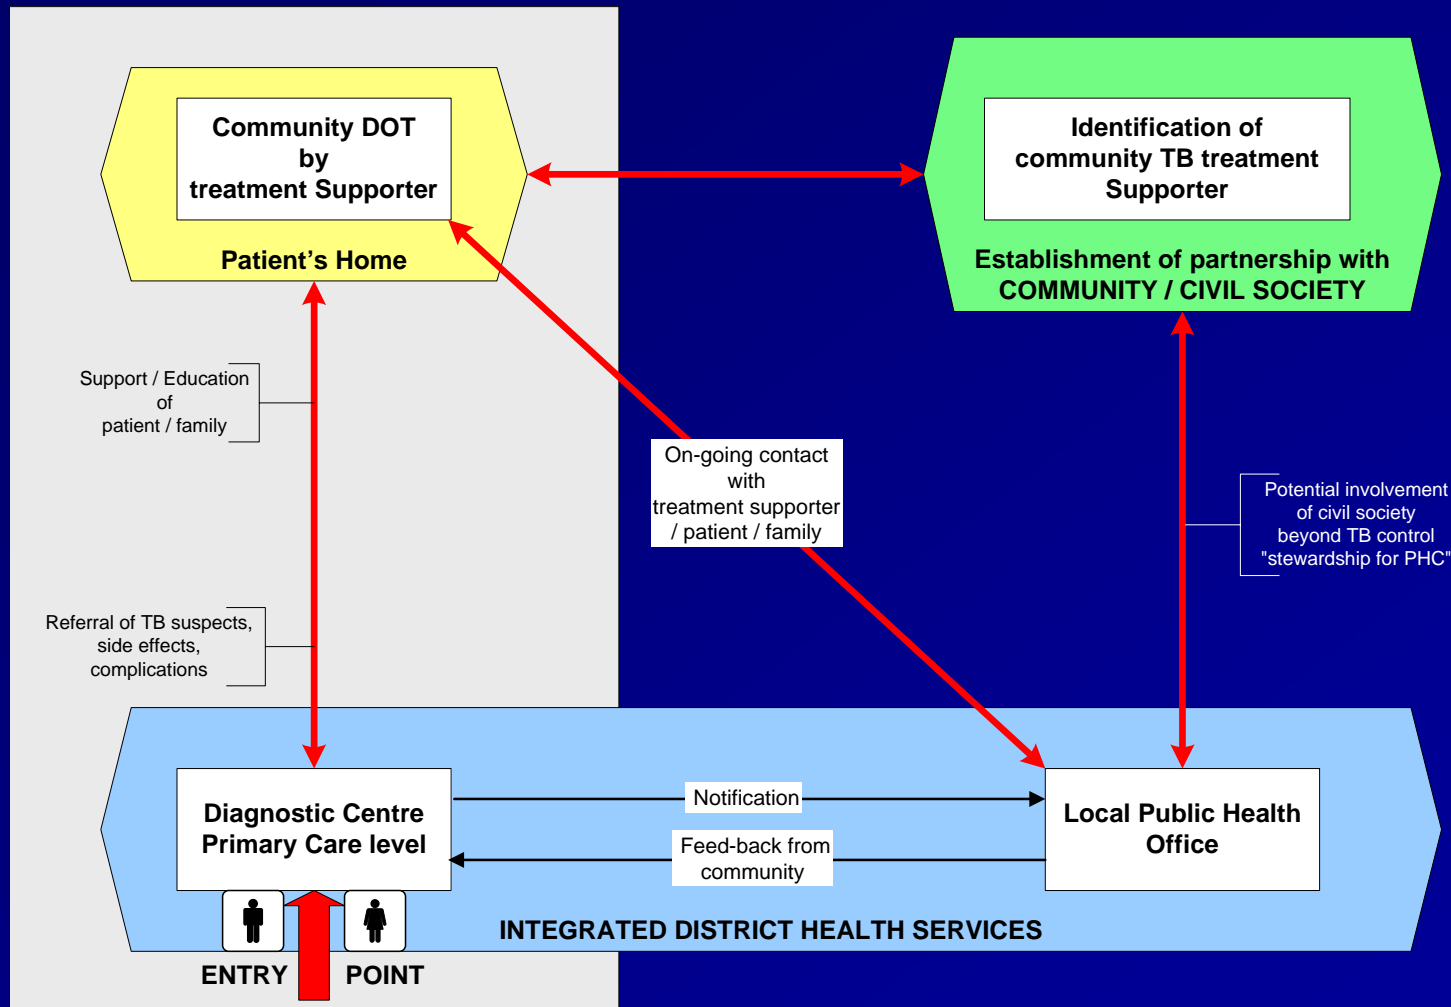 Community DOT
by
treatment Supporter
Patient's Home
Identification of
community TB treatment
Supporter
Establishment of partnership with
COMMUNITY / CIVIL SOCIETY
Support / Education
of
patient / family
On-going contact
with
treatment supporter
/ patient / family
Potential involvement
of civil society
beyond TB control
"stewardship for PHC"
Referral of TB suspects,
side effects,
complications
Diagnostic Centre
Primary Care level
Notification
Feed-back from
community
Local Public Health
Office
INTEGRATED DISTRICT HEALTH SERVICES
ENTRY POINT